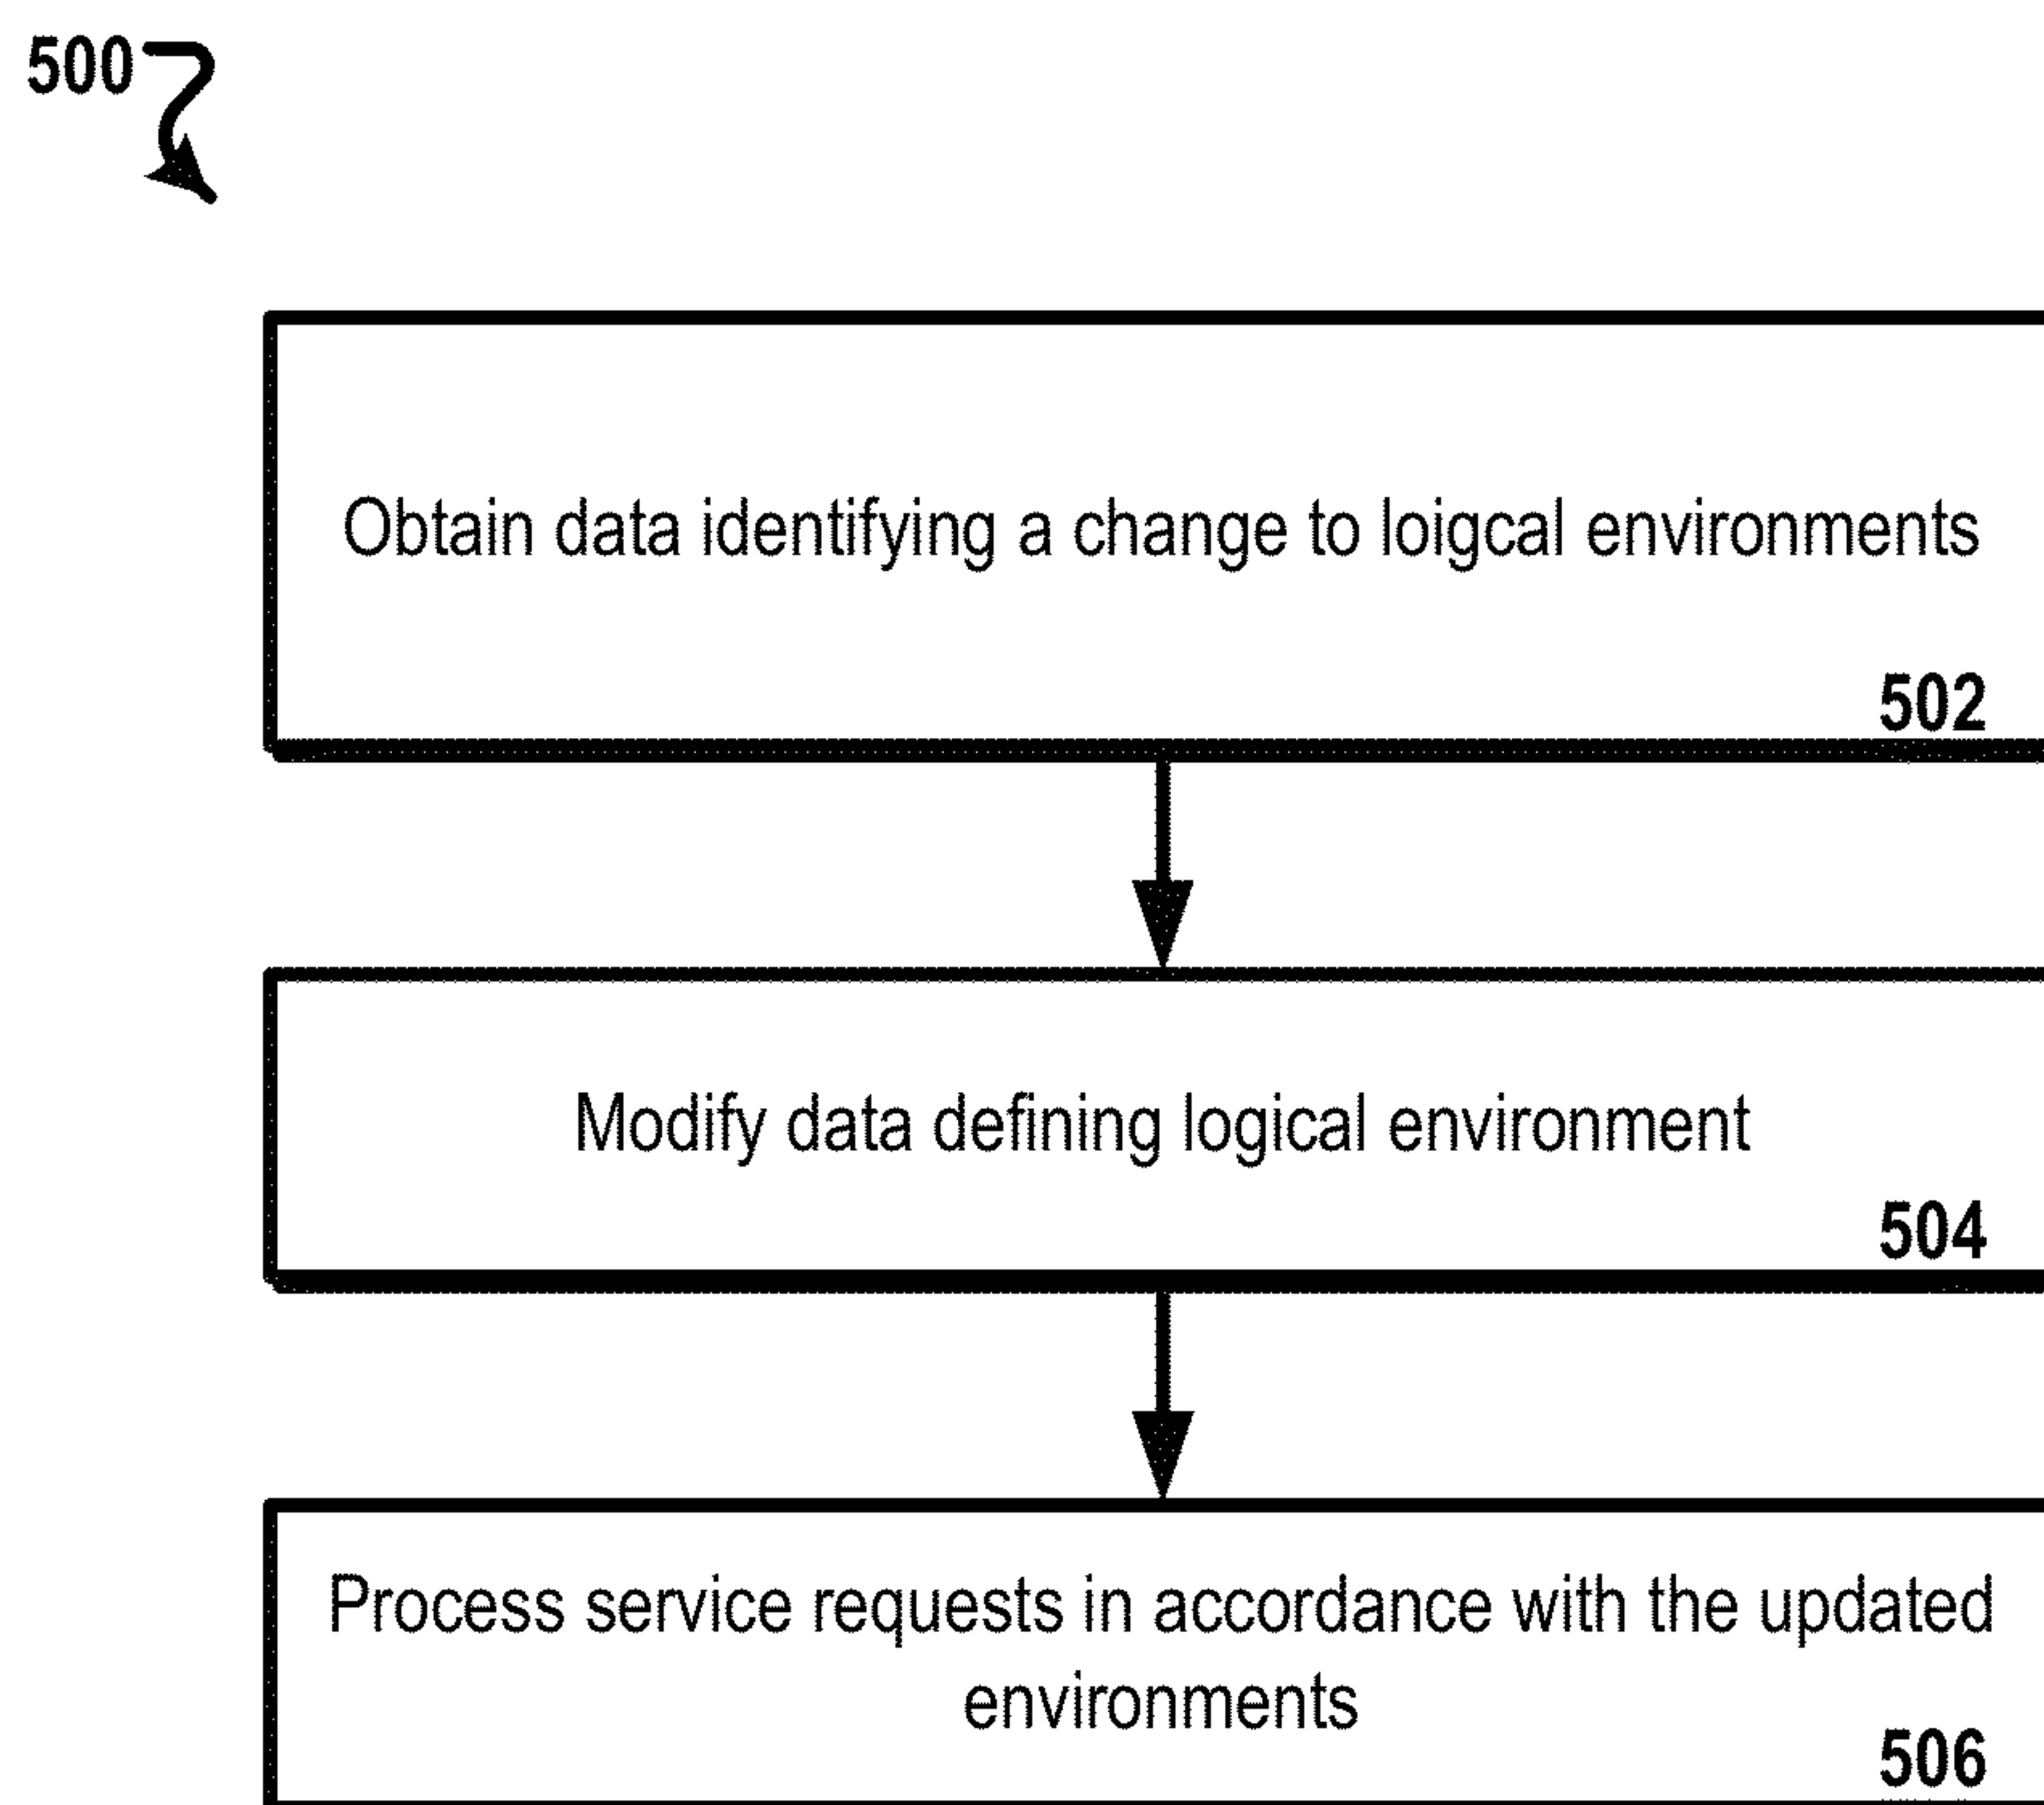 500
Obtain data identifying a change to loigcal environments
502
Modify data defining logical environment
504
Process service requests in accordance with the updated
environments
506